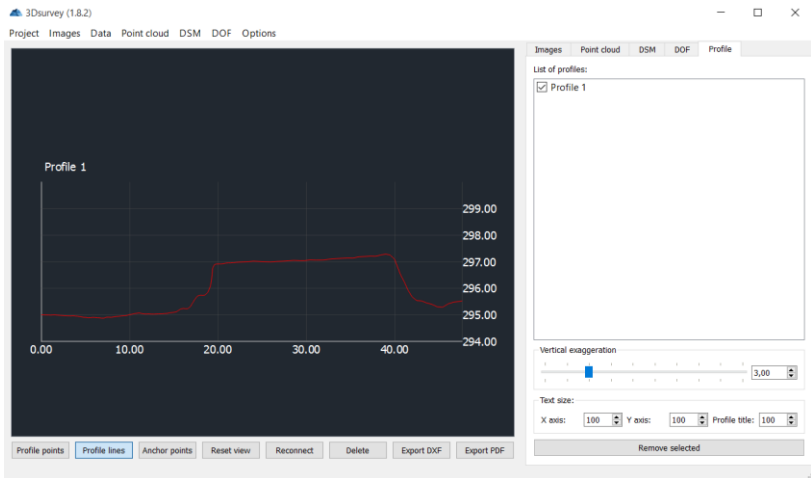 3Dsurvey (1.8.2)
Project Images Data Point cloud DSM DOF Options
Images Point cloud DSM DOF Profile
List of profiles:
Profile 1
Profile 1
299.00
298.00
297.00
296.00
295.00
294.00
0.00 10.00 20.00 30.00 40.00
Vertical exaggeration
3,00
Text size:
X axis: 100 Y axis: 100 Profile title: 100
Remove selected
Profile points Profile lines Anchor points Reset view Reconnect Delete Export DXF Export PDF